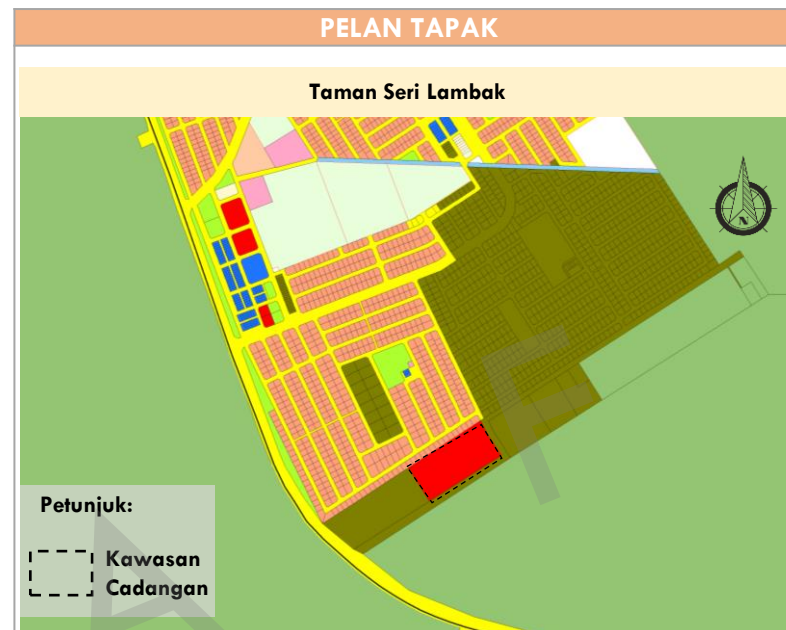 PELAN TAPAK
Taman Seri Lambak
N
Petunjuk:
Kawasan
Cadangan